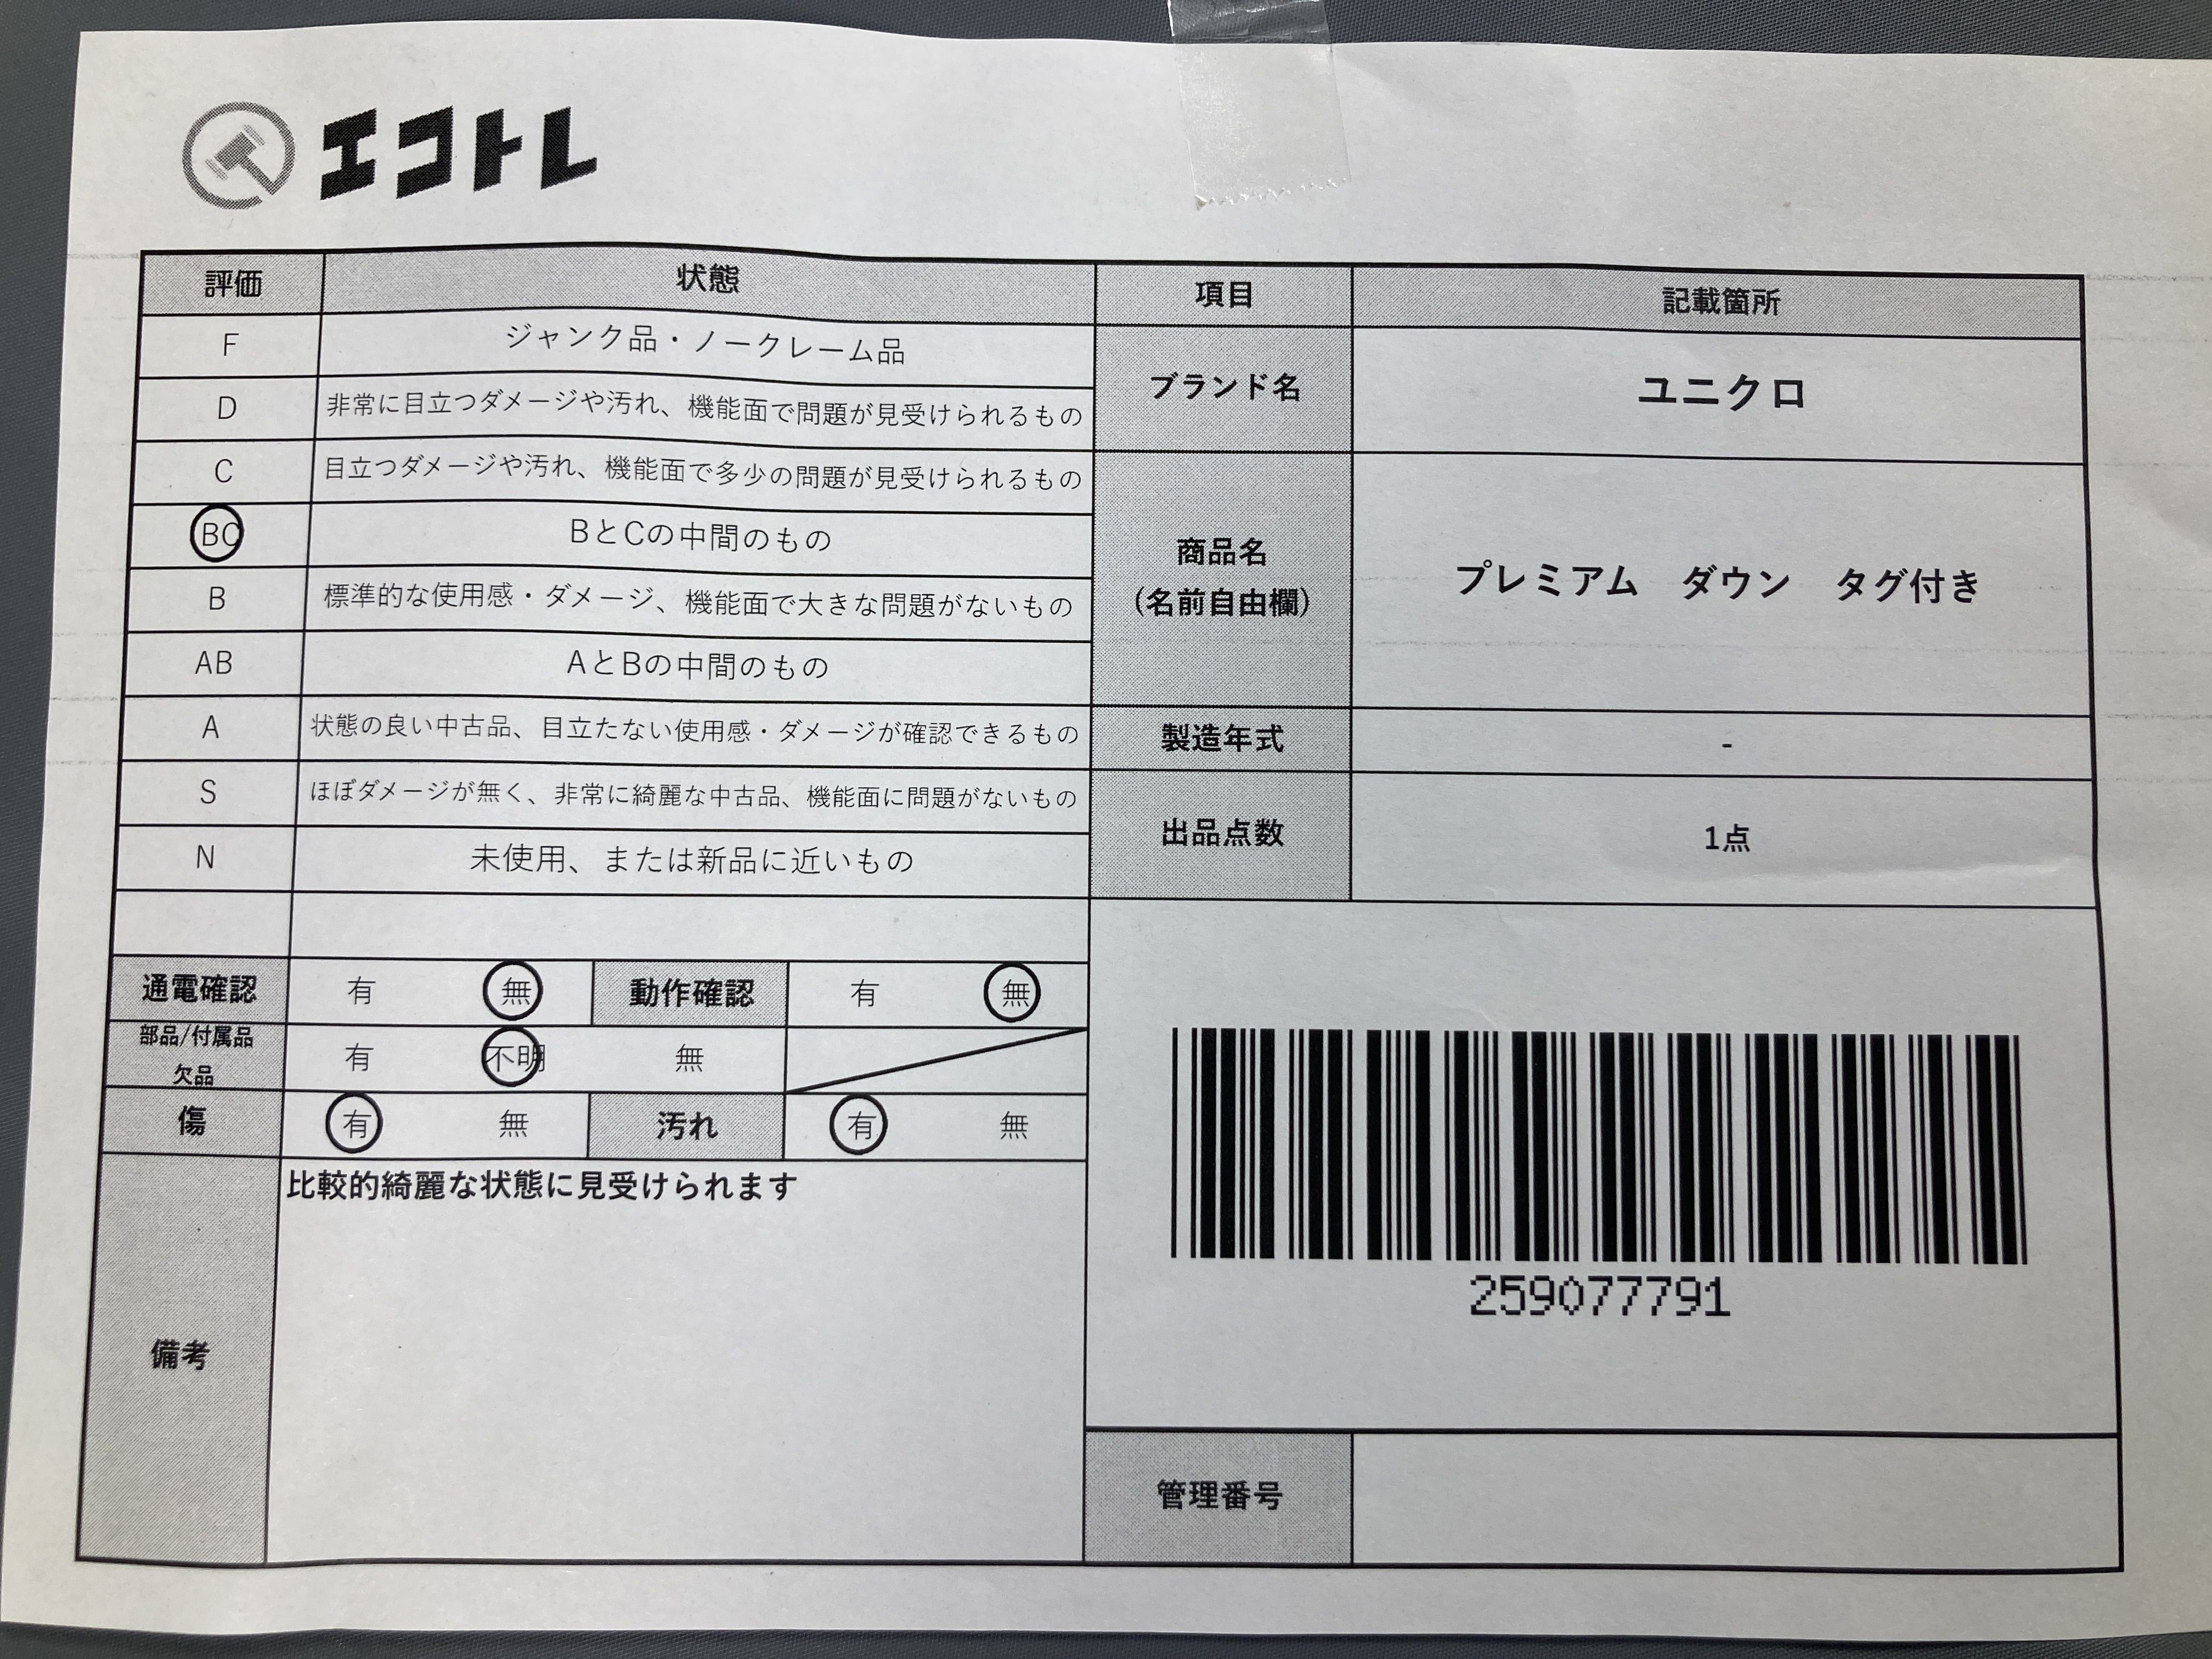 エコトレ
評価 状態
F ジャンク品・ノークレーム品
D 非常に目立つダメージや汚れ、機能面で問題が見受けられるもの
C 目立つダメージや汚れ、機能面で多少の問題が見受けられるもの
BC BとCの中間のもの
B 標準的な使用感・ダメージ、機能面で大きな問題がないもの
AB AとBの中間のもの
A 状態の良い中古品、目立たない使用感・ダメージが確認できるもの
S ほぼダメージが無く、非常に綺麗な中古品、機能面に問題がないもの
N 未使用、または新品に近いもの
通電確認 有 無 動作確認 有 無
部品/付属品
欠品 有 不明 無
傷 有 無 汚れ 有 無
備考 比較的綺麗な状態に見受けられます
項目 記載箇所
ブランド名 ユニクロ
商品名
(名前自由欄) プレミアム ダウン タグ付き
製造年式 -
出品点数 1点
259077791
管理番号